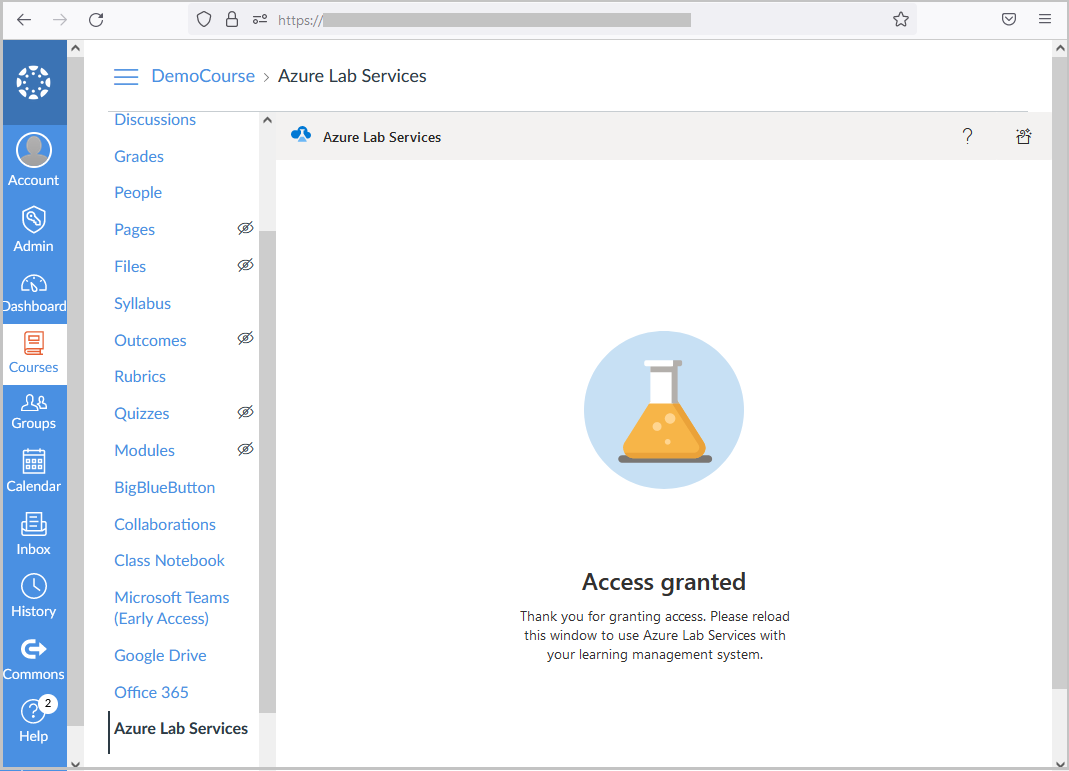 https://
DemoCourse › Azure Lab Services
Account
Admin
Dashboard
Courses
Groups
Calendar
Inbox
History
Commons
2
Help
Discussions
Grades
People
Pages
Files
Syllabus
Outcomes
Rubrics
Quizzes
Modules
BigBlueButton
Collaborations
Class Notebook
Microsoft Teams
(Early Access)
Google Drive
Office 365
Azure Lab Services
Azure Lab Services
?
Access granted
Thank you for granting access. Please reload
this window to use Azure Lab Services with
your learning management system.